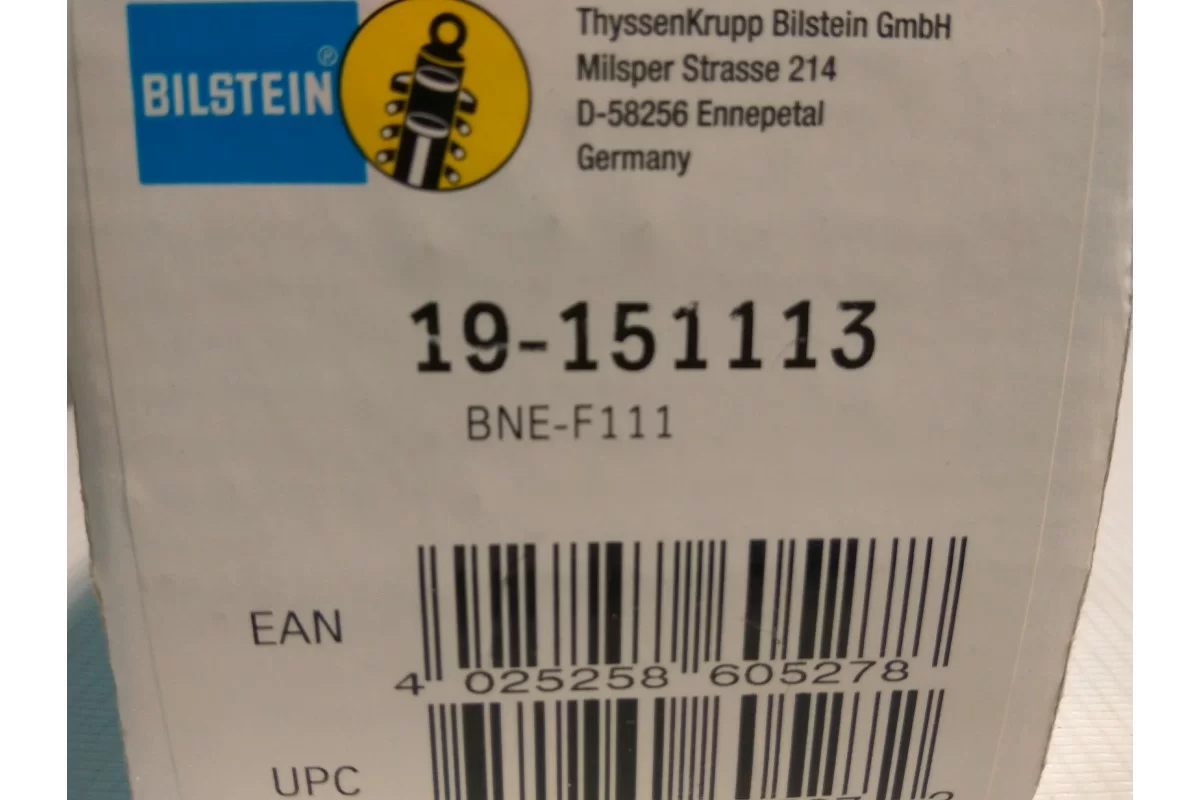 BILSTEIN®
ThyssenKrupp Bilstein GmbH
Milsper Strasse 214
D-58256 Ennepetal
Germany
19-151113
BNE-F111
EAN
4 025258 605278
UPC